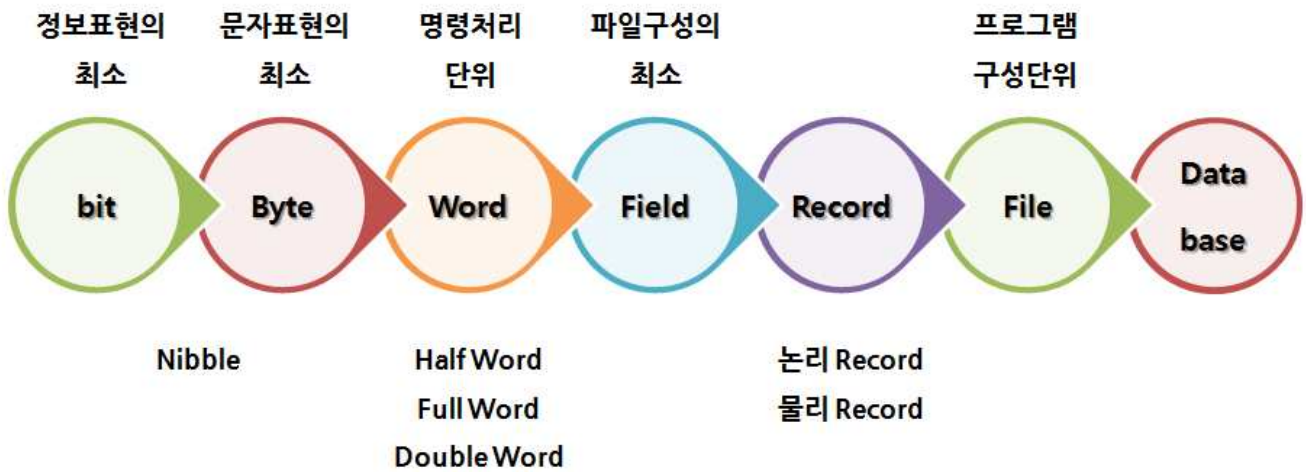 정보표현의 문자표현의 명령처리 파일구성의 프로그램
최소 최소 단위 최소 구성단위
bit Byte Word Field Record File Data
base
Nibble Half Word 논리 Record
Full Word 물리 Record
Double Word